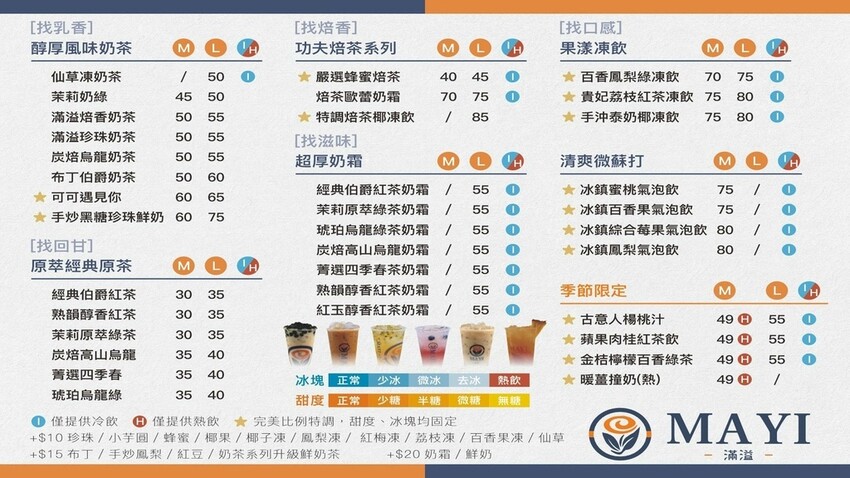 [找乳香]
醇厚風味奶茶 M L I/H
仙草凍奶茶 / 50 I
茉莉奶綠 45 50
滿溢焙香奶茶 50 55
滿溢珍珠奶茶 50 55
炭焙烏龍奶茶 50 55
布丁伯爵奶茶 50 60
★ 可可遇見你 60 65
★ 手炒黑糖珍珠鮮奶 60 75
[找回甘]
原萃經典原茶 M L I/H
經典伯爵紅茶 30 35
熟韻醇香紅茶 30 35
茉莉原萃綠茶 30 35
炭焙高山烏龍 35 40
菁選四季春 35 40
琥珀烏龍綠 35 40
[找焙香]
功夫焙茶系列 M L I/H
★ 嚴選蜂蜜焙茶 40 45 I
焙茶歐蕾奶霜 70 75 I
★ 特調焙茶椰凍飲 / 85
[找滋味]
超厚奶霜 M L I/H
經典伯爵紅茶奶霜 / 55 I
茉莉原萃綠茶奶霜 / 55 I
琥珀烏龍綠茶奶霜 / 55 I
炭焙高山烏龍奶霜 / 55 I
菁選四季春茶奶霜 / 55 I
熟韻醇香紅茶奶霜 / 55 I
紅玉醇香紅茶奶霜 / 55 I
冰塊 正常 少冰 微冰 去冰 熱飲
甜度 正常 少糖 半糖 微糖 無糖
[找口感]
果漾凍飲 M L I/H
★ 百香鳳梨綠凍飲 70 75 I
★ 貴妃荔枝紅茶凍飲 75 80 I
★ 手沖泰奶椰凍飲 75 80 I
清爽微蘇打 M L I/H
★ 冰鎮蜜桃氣泡飲 75 / I
★ 冰鎮百香果氣泡飲 75 / I
★ 冰鎮綜合莓果氣泡飲 80 / I
★ 冰鎮鳳梨氣泡飲 80 / I
季節限定 M L I/H
★ 古意人楊桃汁 49 H 55 I
★ 蘋果肉桂紅茶飲 49 H 55 I
★ 金桔檸檬百香綠茶 49 H 55 I
★ 暖薑撞奶(熱) 49 H /
I 僅提供冷飲 H 僅提供熱飲 ★ 完美比例特調，甜度、冰塊均固定
+$10 珍珠 / 小芋圓 / 蜂蜜 / 椰果 / 椰子凍 / 鳳梨凍 / 紅梅凍 / 荔枝凍 / 百香果凍 / 仙草
+$15 布丁 / 手炒鳳梨 / 紅豆 / 奶茶系列升級鮮奶茶 +$20 奶霜 / 鮮奶
MAYI
- 滿溢 -